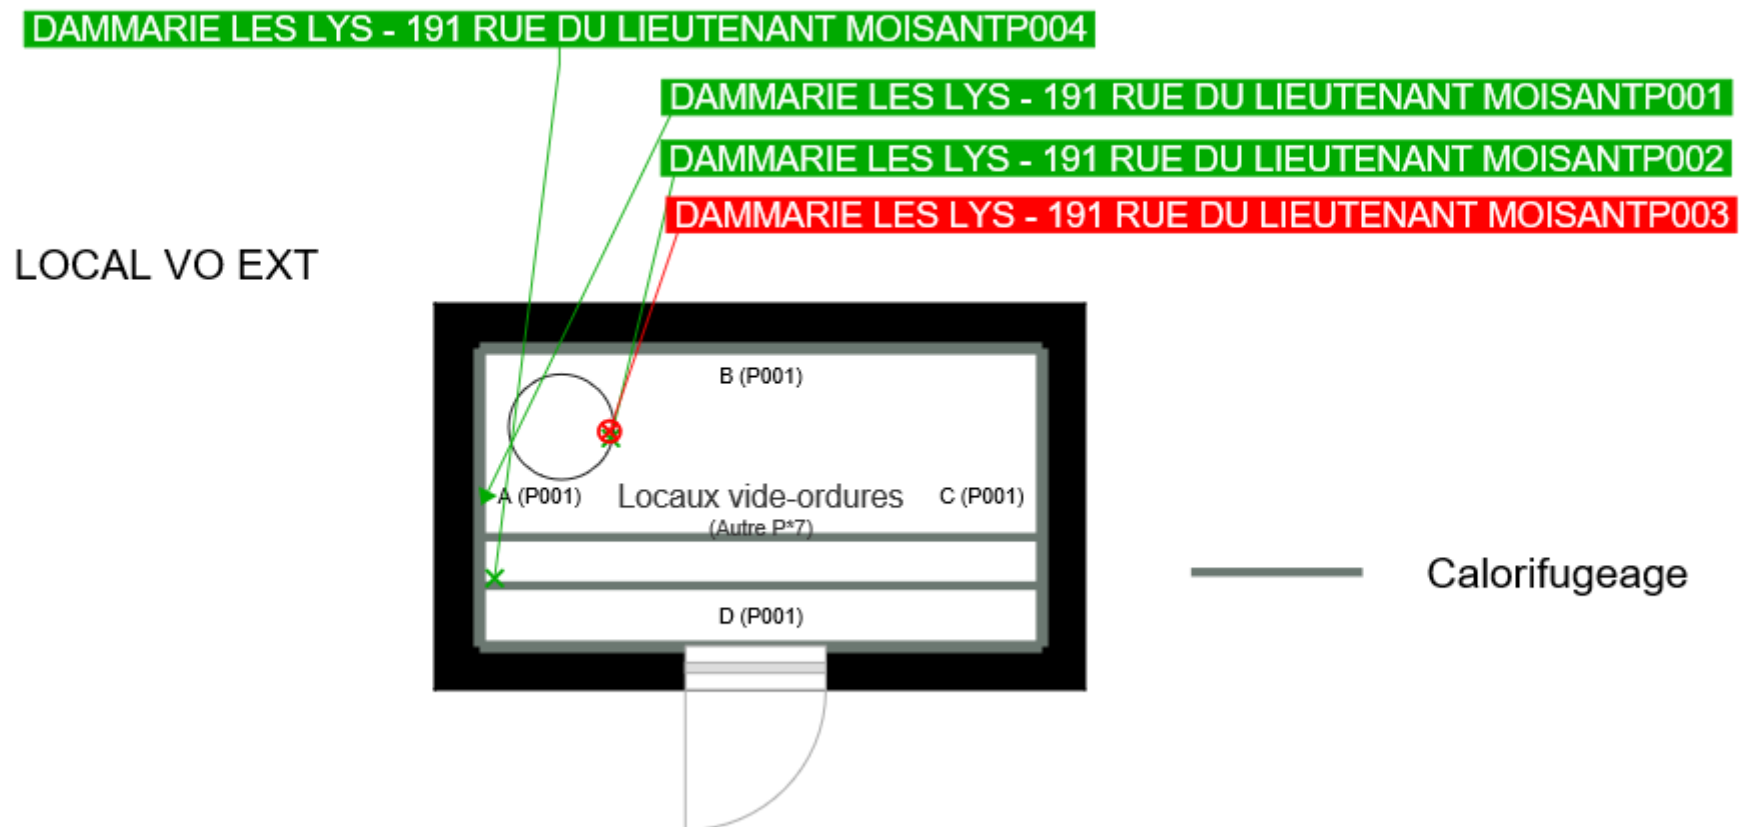 DAMMARIE LES LYS - 191 RUE DU LIEUTENANT MOISANTP004
DAMMARIE LES LYS - 191 RUE DU LIEUTENANT MOISANTP001
DAMMARIE LES LYS - 191 RUE DU LIEUTENANT MOISANTP002
DAMMARIE LES LYS - 191 RUE DU LIEUTENANT MOISANTP003
LOCAL VO EXT
B (P001)
A (P001)
Locaux vide-ordures
C (P001)
(Autre P*7)
Calorifugeage
D (P001)